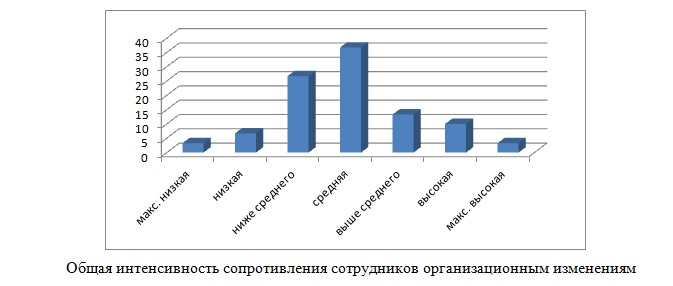 40
35
30
25
20
15
10
5
0
макс. низкая
низкая
ниже среднего
средняя
выше среднего
высокая
макс. высокая
Общая интенсивность сопротивления сотрудников организационным изменениям